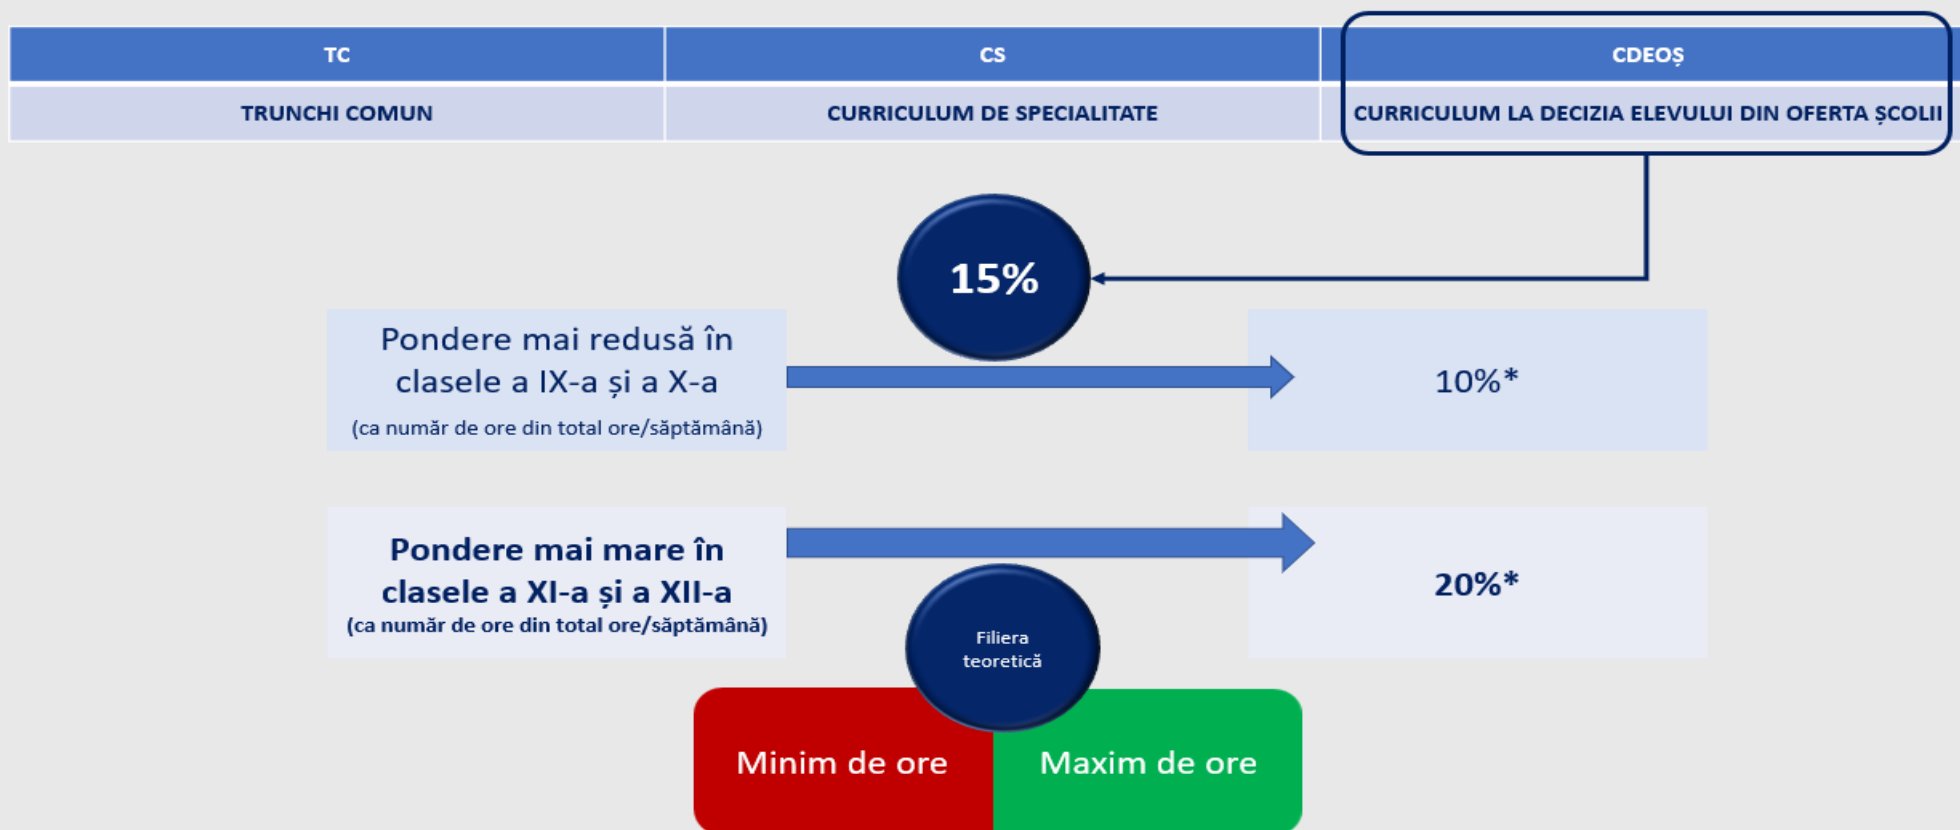 TC
CS
CDEOȘ
TRUNCHI COMUN
CURRICULUM DE SPECIALITATE
CURRICULUM LA DECIZIA ELEVULUI DIN OFERTA ȘCOLII
15%
Pondere mai redusă în
clasele a IX-a și a X-a
(ca număr de ore din total ore/săptămână)
10%*
Pondere mai mare în
clasele a XI-a și a XII-a
(ca număr de ore din total ore/săptămână)
20%*
Filiera
teoretică
Minim de ore
Maxim de ore